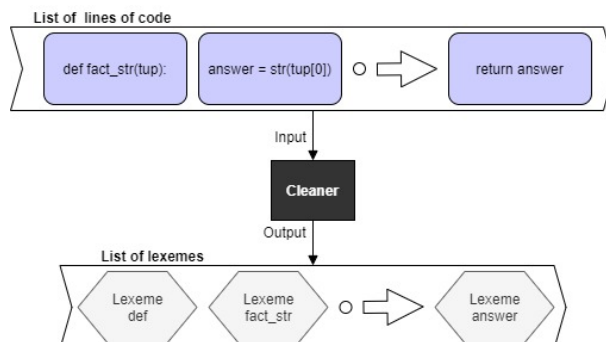 List of lines of code
def fact_str(tup):
answer = str(tup[0])
return answer
Input
Cleaner
Output
List of lexemes
Lexeme
def
Lexeme
fact_str
Lexeme
answer